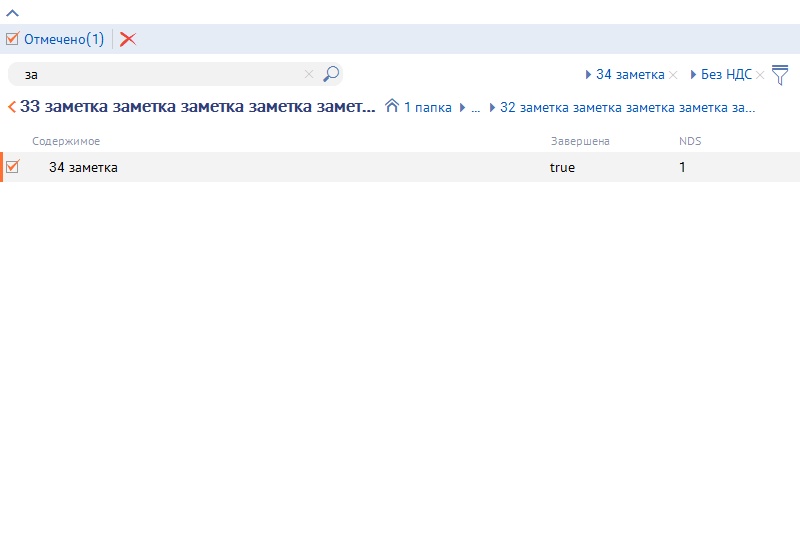 Отмечено(1)
за 34 заметка Без НДС
33 заметка заметка заметка заметка замет... 1 папка ... 32 заметка заметка заметка заметка за...
Содержимое Завершена NDS
34 заметка true 1